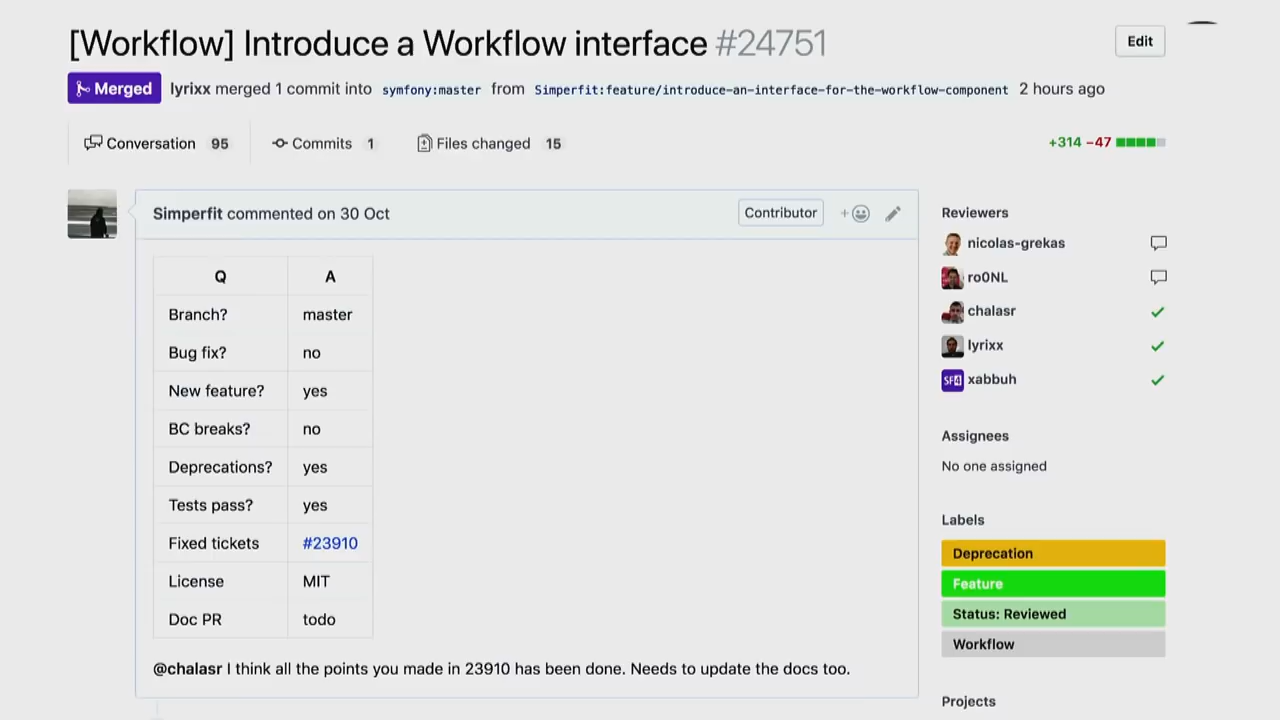 [Workflow] Introduce a Workflow interface #24751
Edit
Merged lyrixx merged 1 commit into symfony:master from Simperfit:feature/introduce-an-interface-for-the-workflow-component 2 hours ago
Conversation 95 Commits 1 Files changed 15 +314 −47
Simperfit commented on 30 Oct Contributor
Q A
Branch? master
Bug fix? no
New feature? yes
BC breaks? no
Deprecations? yes
Tests pass? yes
Fixed tickets #23910
License MIT
Doc PR todo
@chalasr I think all the points you made in 23910 has been done. Needs to update the docs too.
Reviewers
nicolas-grekas
ro0NL
chalasr
lyrixx
SF4 xabbuh
Assignees
No one assigned
Labels
Deprecation
Feature
Status: Reviewed
Workflow
Projects